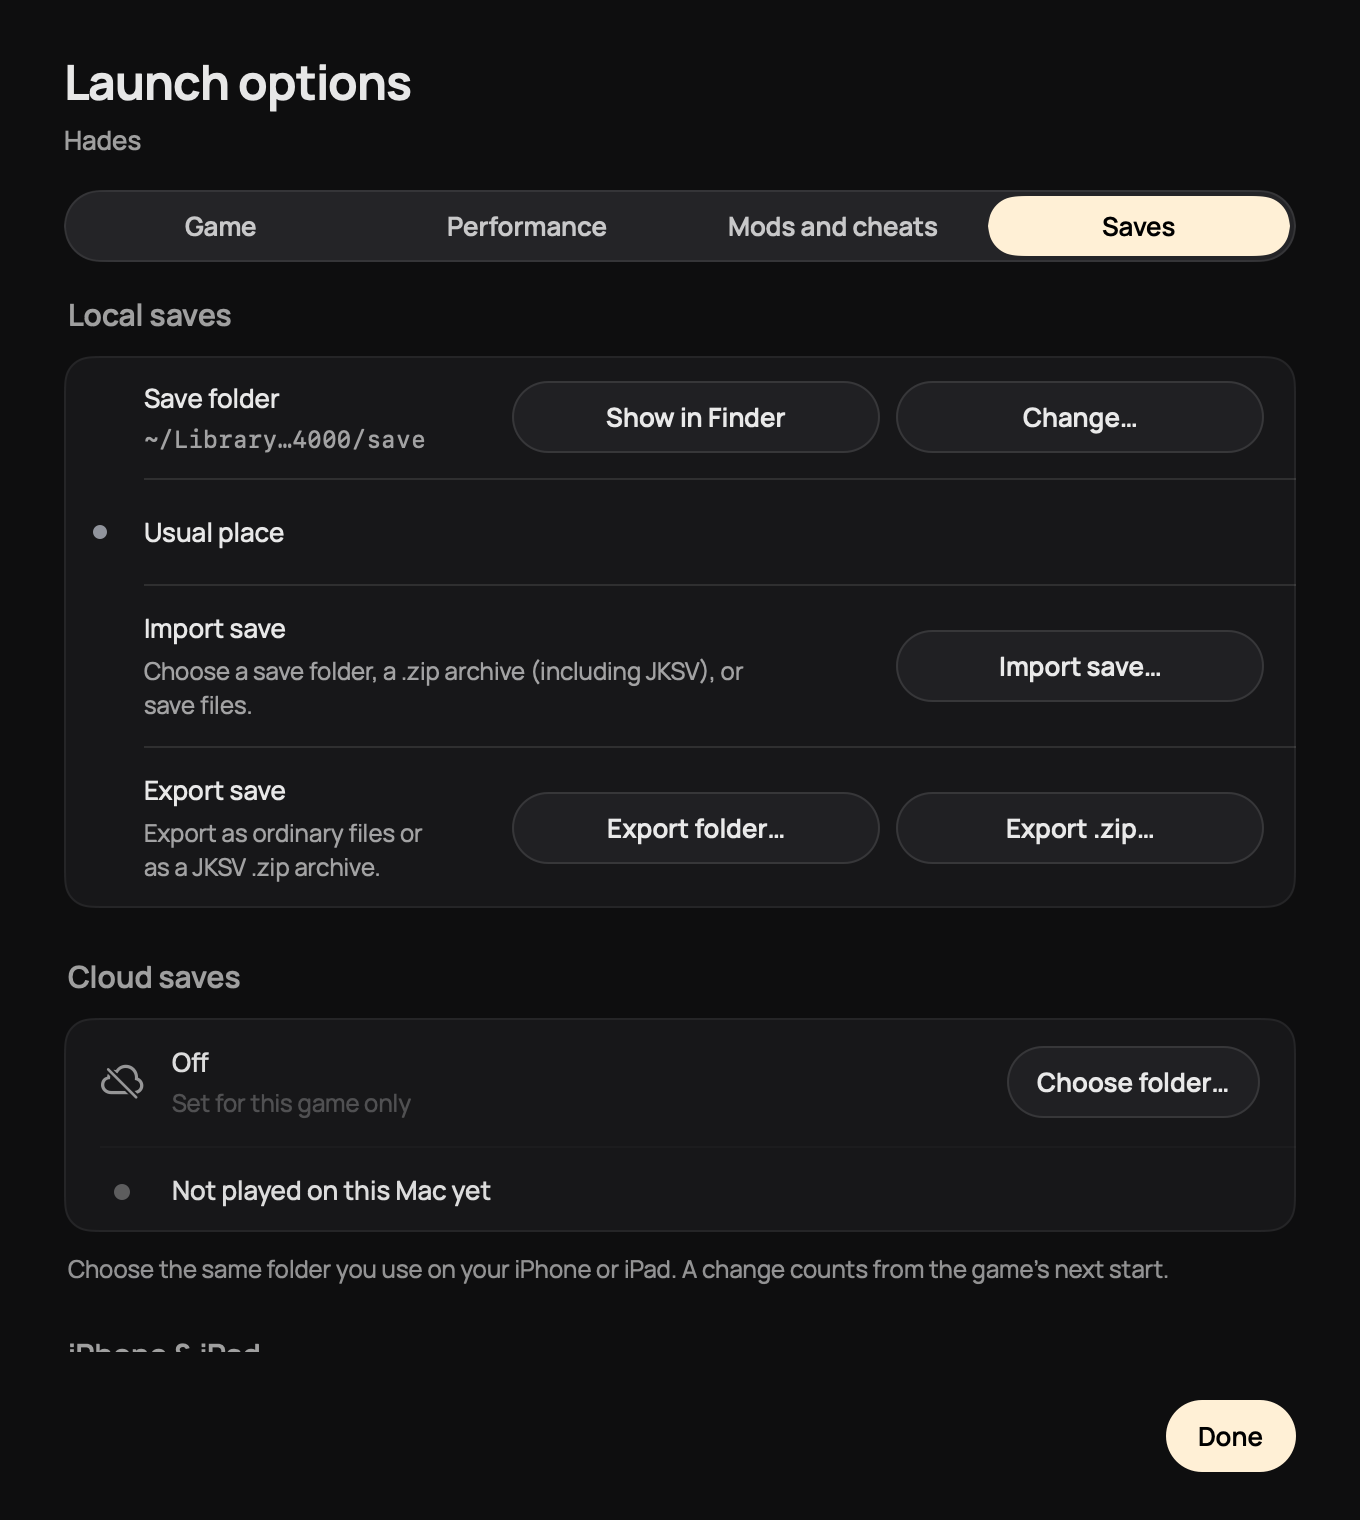 Launch options
Hades
Game
Performance
Mods and cheats
Saves
Local saves
Save folder
~/Library…4000/save
Show in Finder
Change…
Usual place
Import save
Choose a save folder, a .zip archive (including JKSV), or
save files.
Import save…
Export save
Export as ordinary files or
as a JKSV .zip archive.
Export folder…
Export .zip…
Cloud saves
Off
Set for this game only
Choose folder…
Not played on this Mac yet
Choose the same folder you use on your iPhone or iPad. A change counts from the game’s next start.
iPhone & iPad
Done